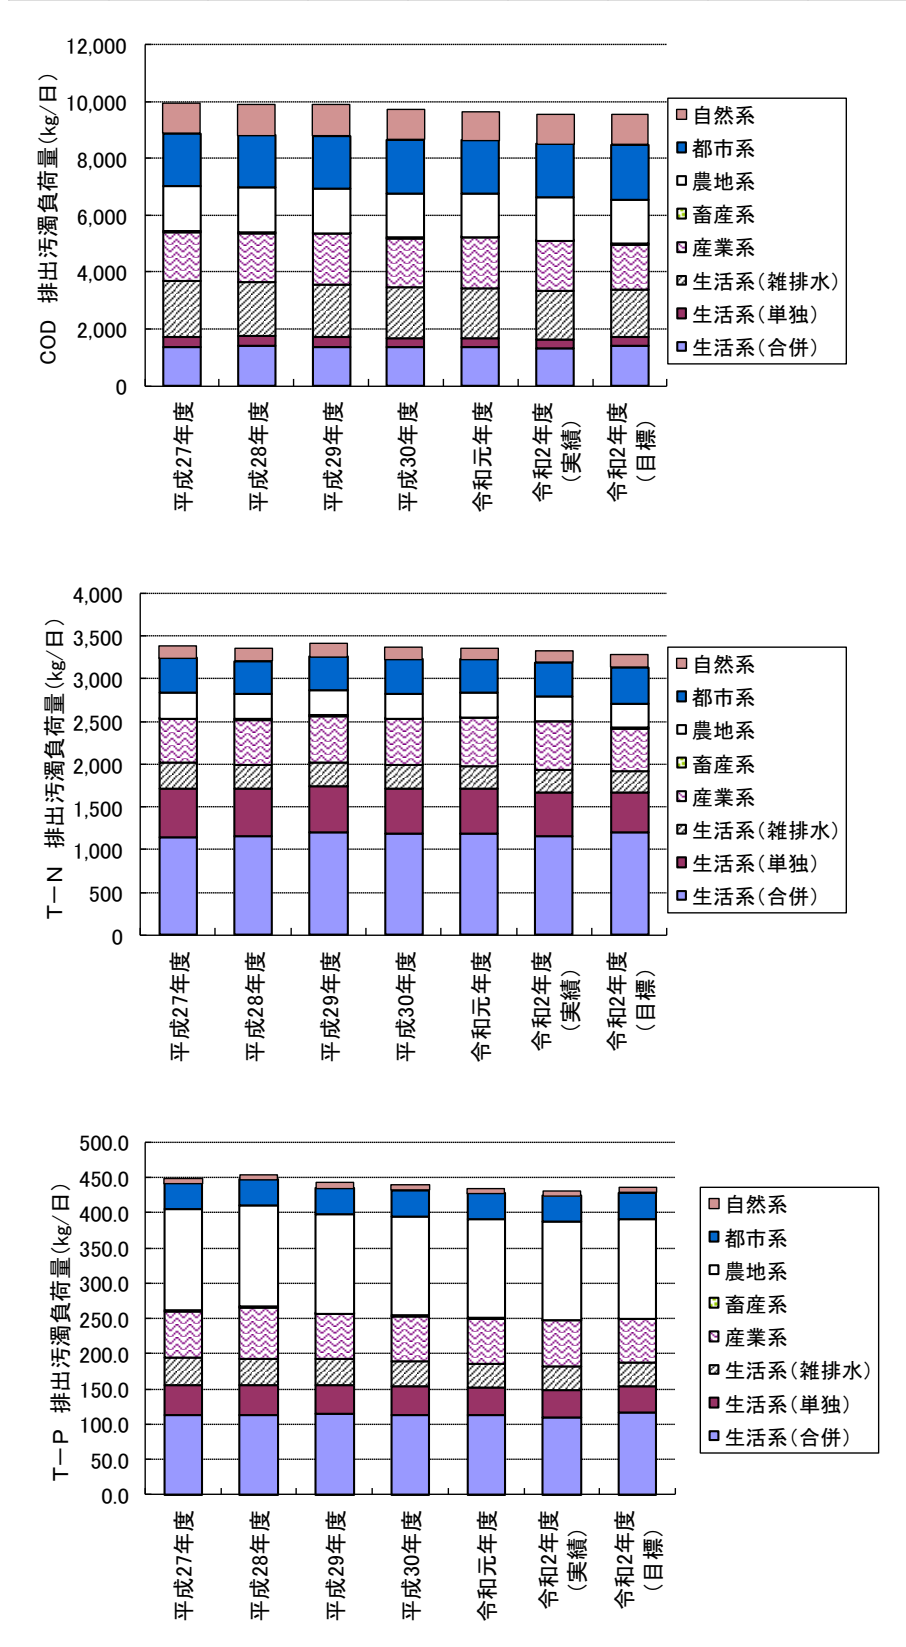 12,000
10,000
8,000
6,000
4,000
2,000
0
COD 排出汚濁負荷量(kg/日)
平成27年度
平成28年度
平成29年度
平成30年度
令和元年度
令和2年度
(実績)
令和2年度
(目標)
自然系
都市系
農地系
畜産系
産業系
生活系(雑排水)
生活系(単独)
生活系(合併)
4,000
3,500
3,000
2,500
2,000
1,500
1,000
500
0
T－N 排出汚濁負荷量(kg/日)
平成27年度
平成28年度
平成29年度
平成30年度
令和元年度
令和2年度
(実績)
令和2年度
(目標)
自然系
都市系
農地系
畜産系
産業系
生活系(雑排水)
生活系(単独)
生活系(合併)
500.0
450.0
400.0
350.0
300.0
250.0
200.0
150.0
100.0
50.0
0.0
T－P 排出汚濁負荷量(kg/日)
平成27年度
平成28年度
平成29年度
平成30年度
令和元年度
令和2年度
(実績)
令和2年度
(目標)
自然系
都市系
農地系
畜産系
産業系
生活系(雑排水)
生活系(単独)
生活系(合併)